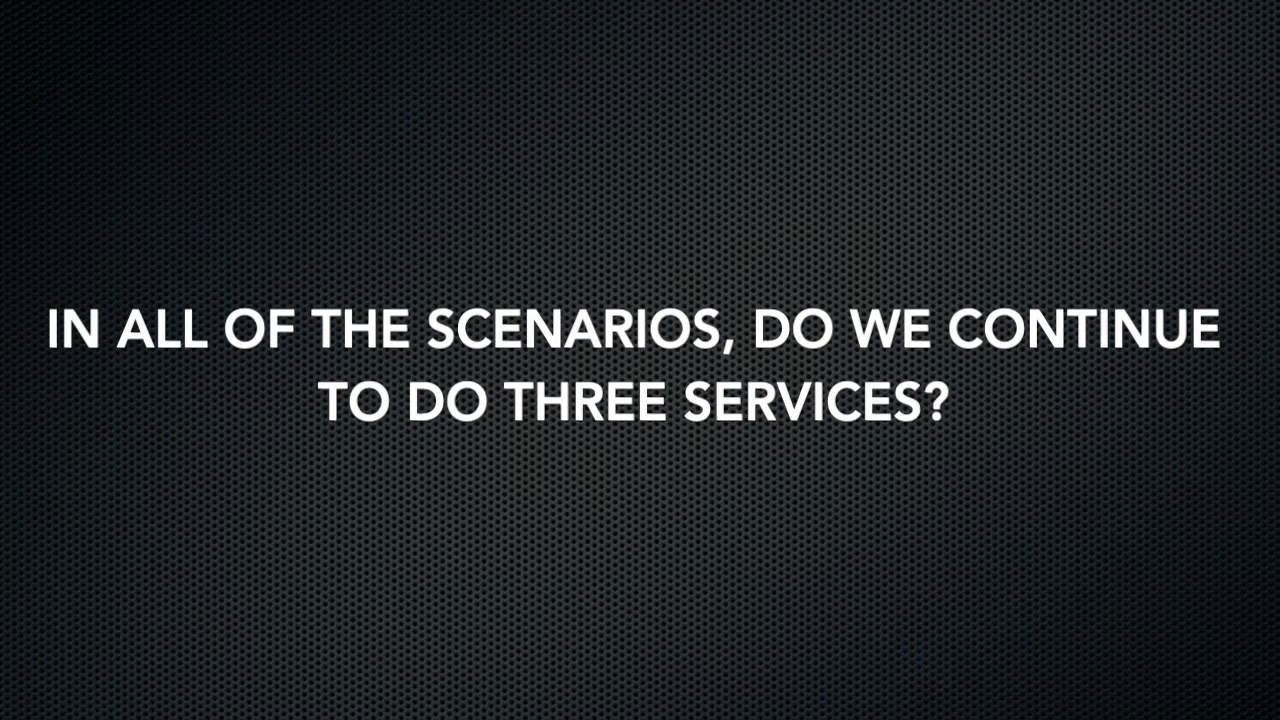 IN ALL OF THE SCENARIOS, DO WE CONTINUE
TO DO THREE SERVICES?